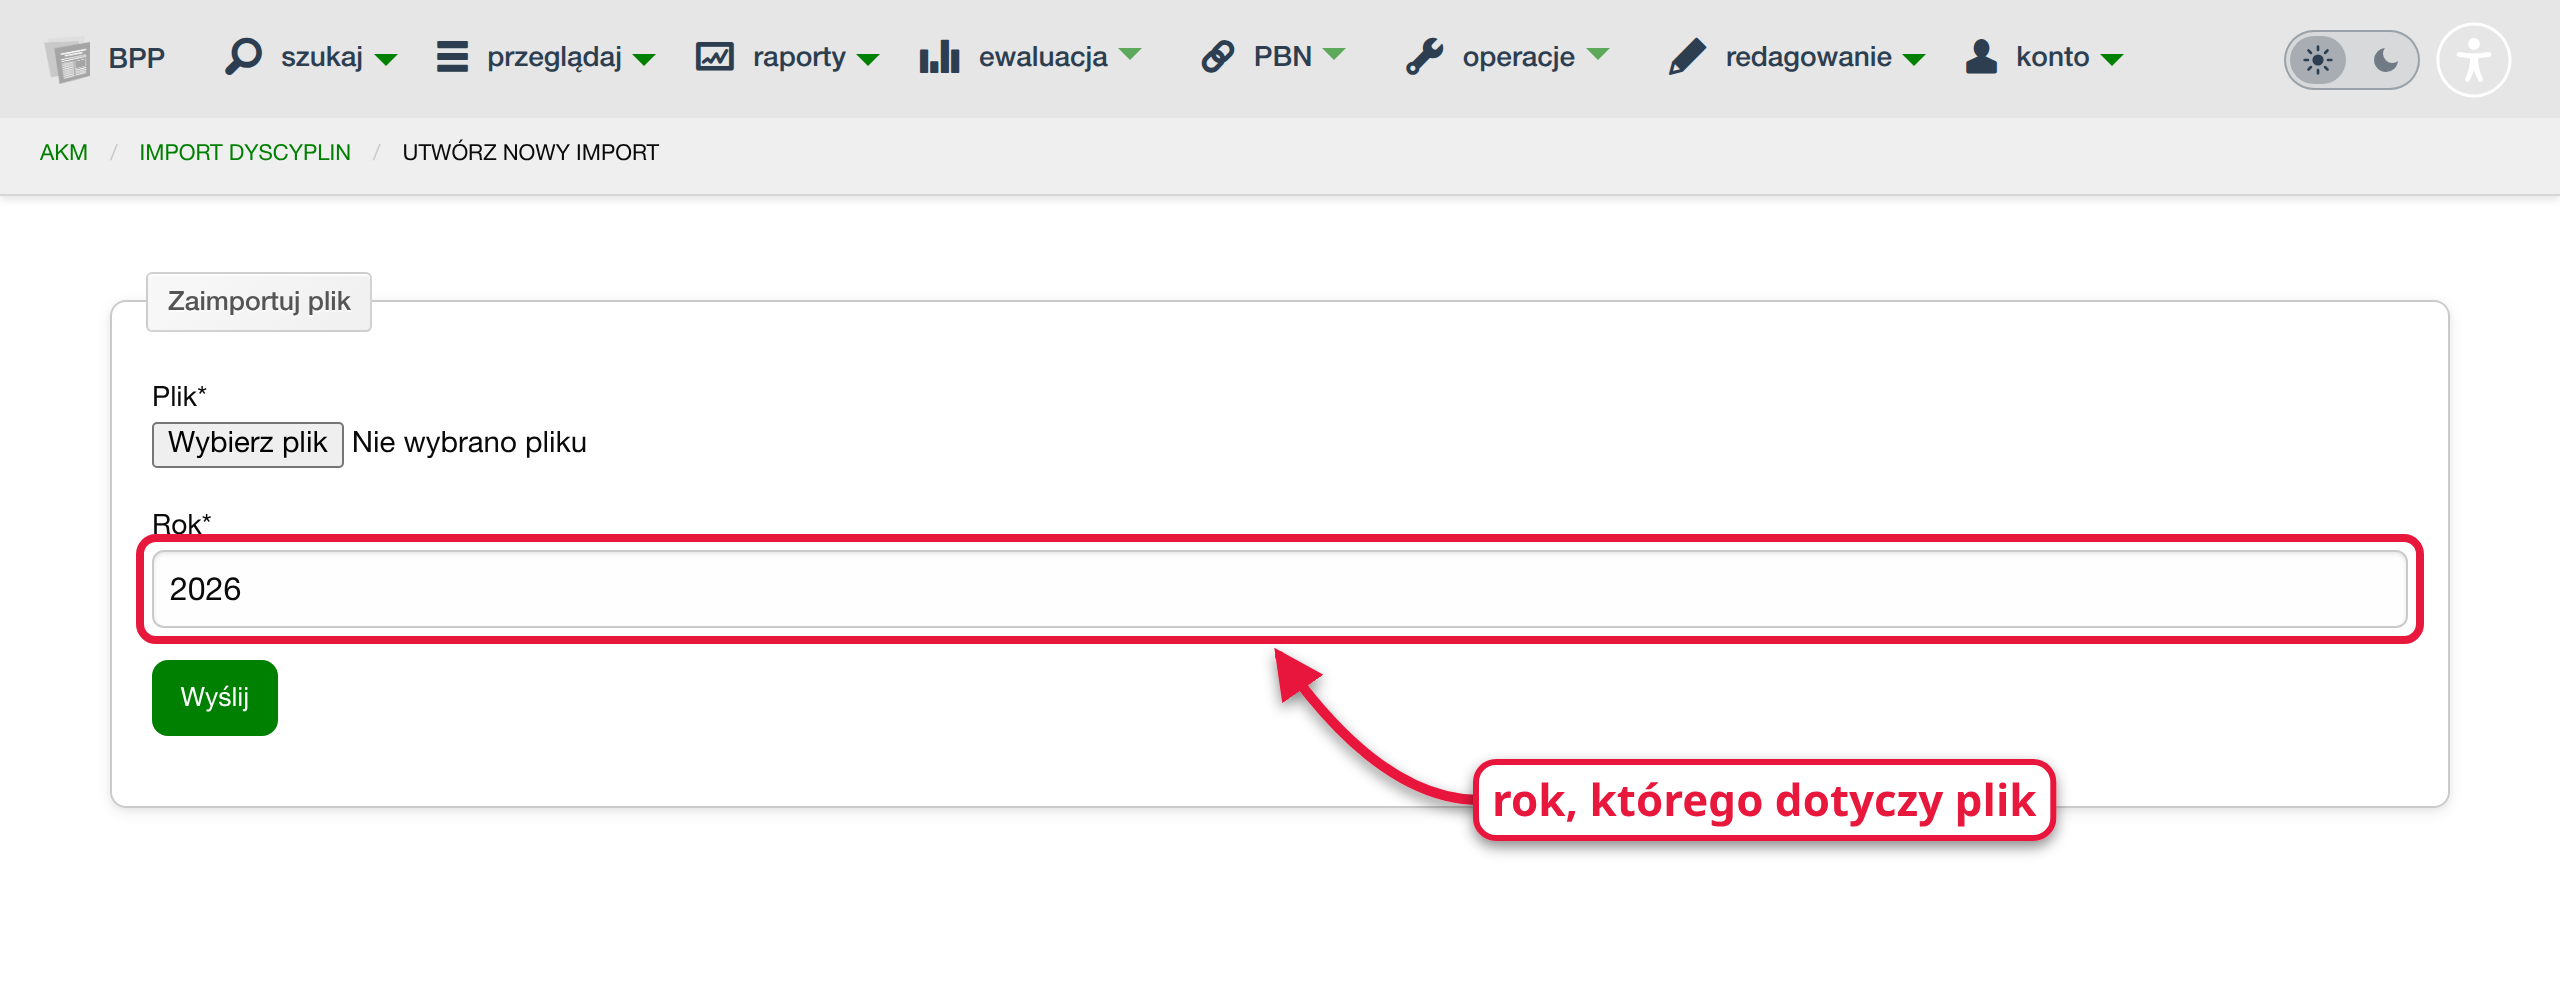 BPP szukaj przeglądaj raporty ewaluacja PBN operacje redagowanie konto
AKM / IMPORT DYSCYPLIN / UTWÓRZ NOWY IMPORT
Zaimportuj plik
Plik*
Wybierz plik Nie wybrano pliku
Rok*
2026
Wyślij
rok, którego dotyczy plik